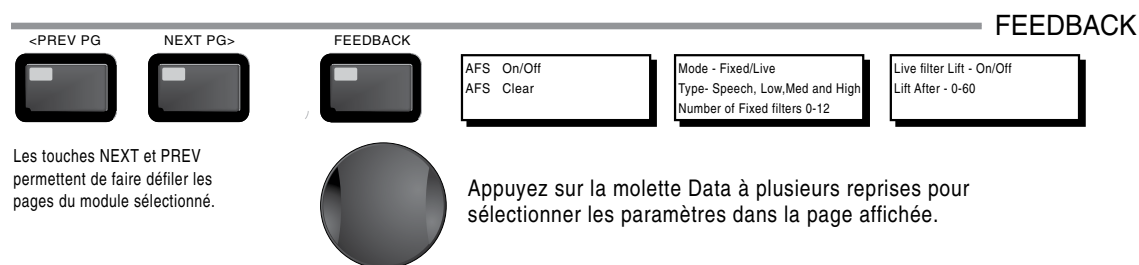 FEEDBACK
<PREV PG
NEXT PG>
FEEDBACK
AFS On/Off
AFS Clear
Mode - Fixed/Live
Type- Speech, Low,Med and High
Number of Fixed filters 0-12
Live filter Lift - On/Off
Lift After - 0-60
/
Les touches NEXT et PREV
permettent de faire défiler les
pages du module sélectionné.
Appuyez sur la molette Data à plusieurs reprises pour
sélectionner les paramètres dans la page affichée.